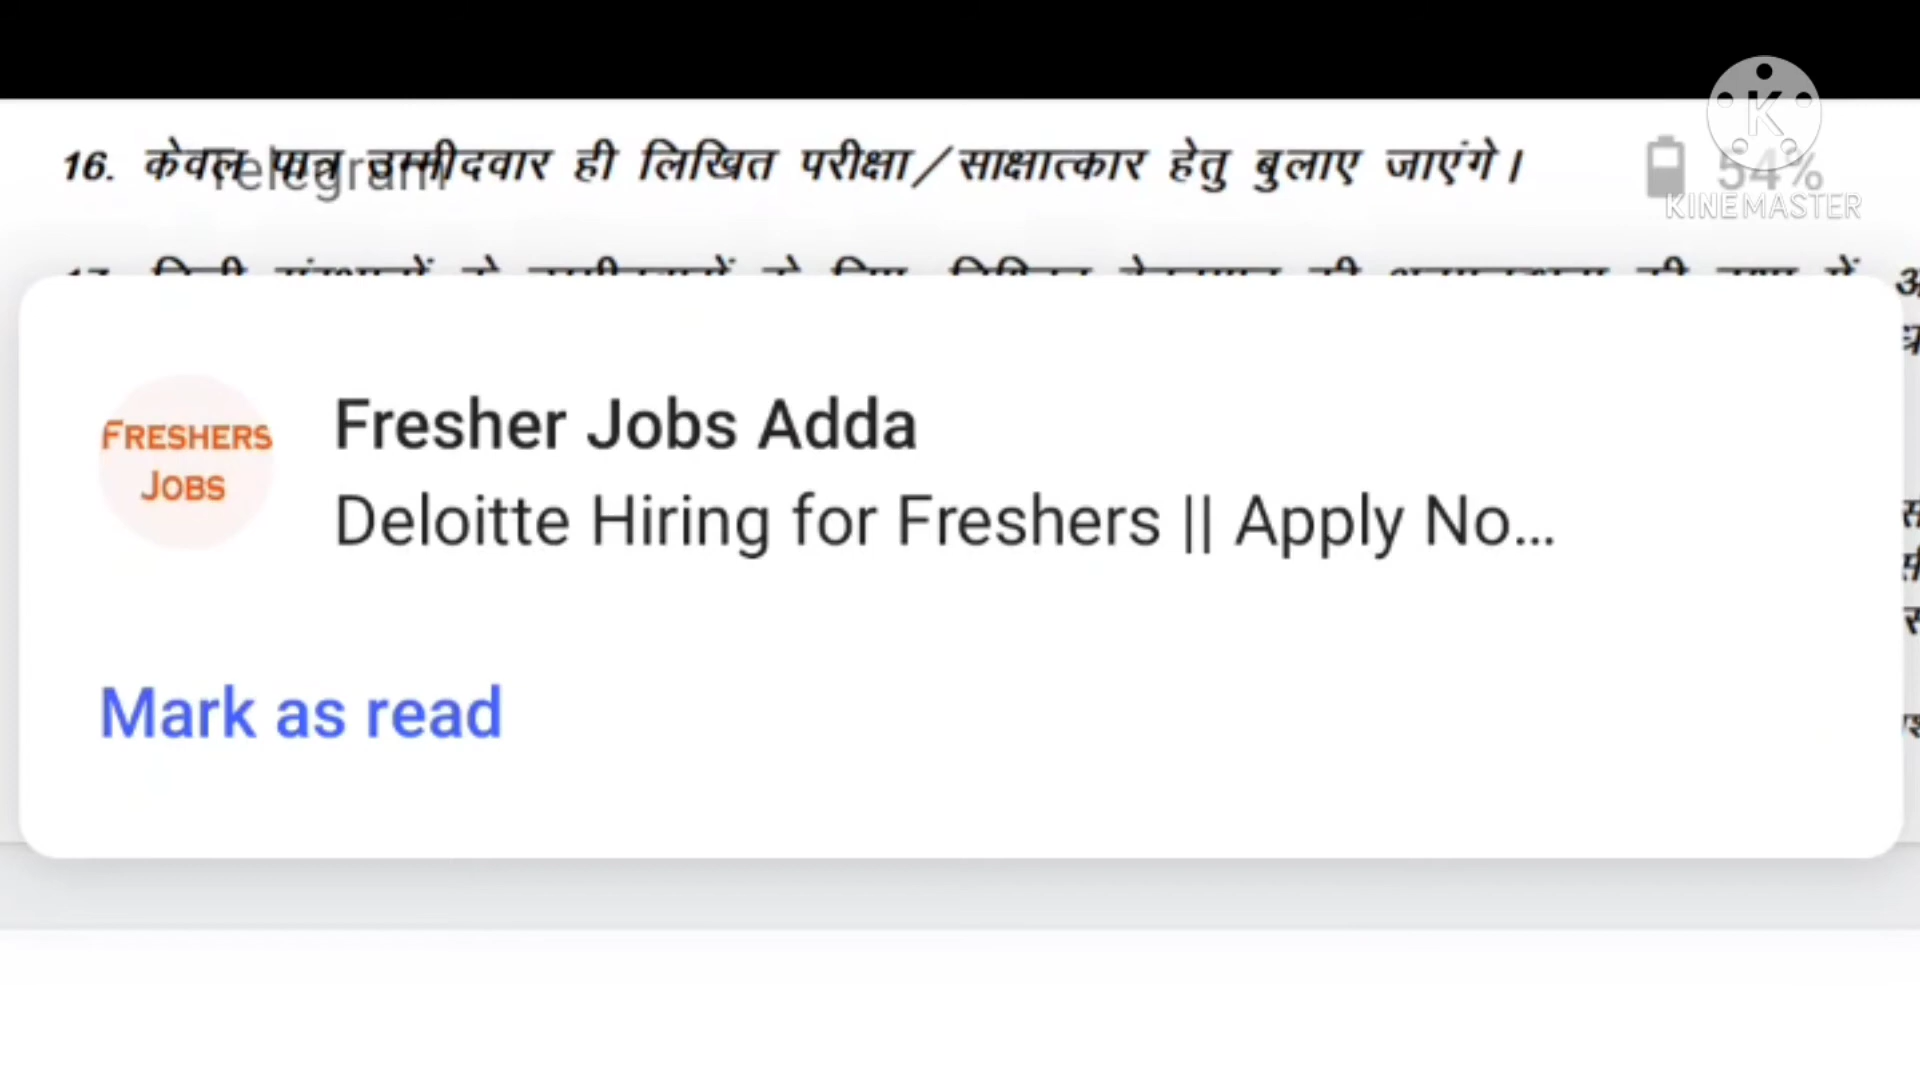 16. केवल पात्र उम्मीदवार ही लिखित परीक्षा/साक्षात्कार हेतु बुलाए जाएंगे।
Telegram
54%
KINEMASTER
FRESHERS
JOBS
Fresher Jobs Adda
Deloitte Hiring for Freshers || Apply No...
Mark as read